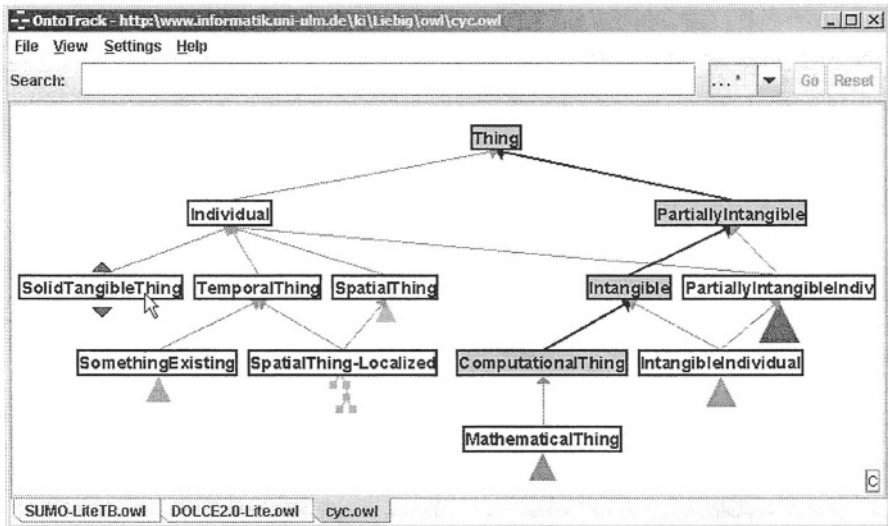 OntoTrack - http:\www.informatik.uni-ulm.de\ki\Liebig\owl\cyc.owl
File View Settings Help
Search: ...* Go Reset
Thing
Individual PartiallyIntangible
SolidTangibleThing TemporalThing SpatialThing Intangible PartiallyIntangibleIndiv
SomethingExisting SpatialThing-Localized ComputationalThing IntangibleIndividual
MathematicalThing
C
SUMO-LiteTB.owl DOLCE2.0-Lite.owl cyc.owl